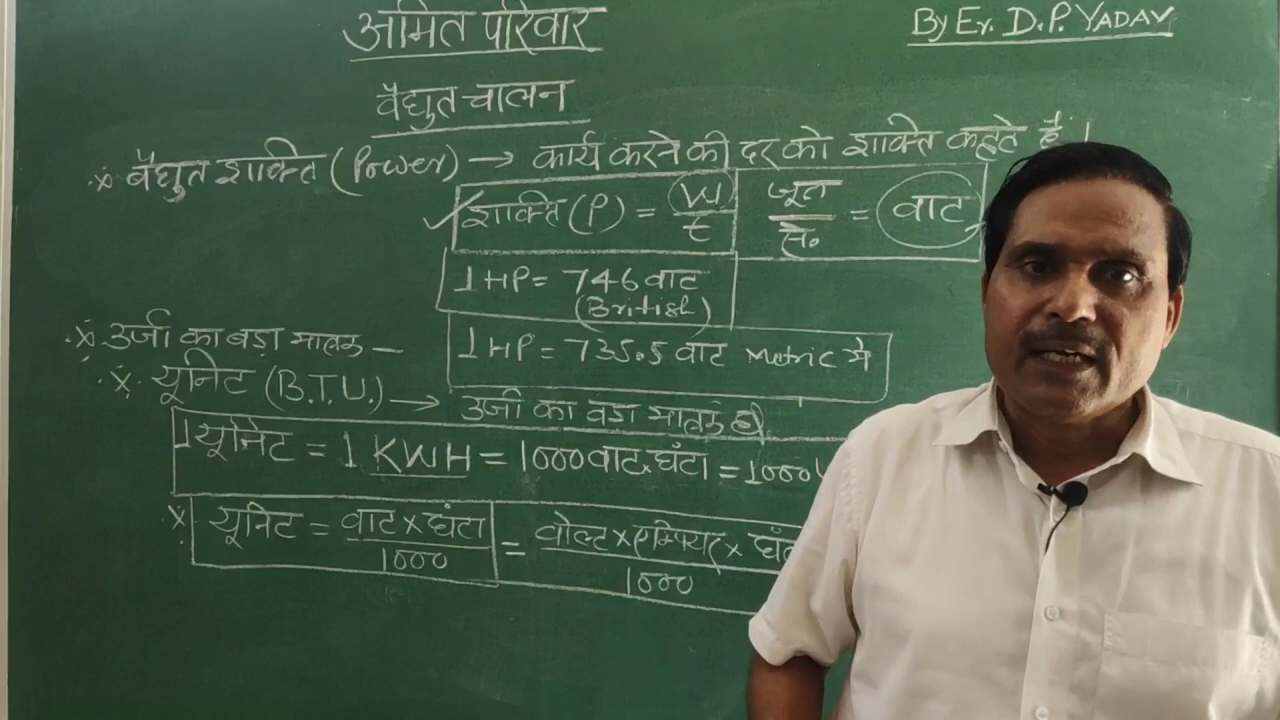 अमित परिवार
By Er. D.P. YADAV
वैद्युत चालन
* वैद्युत शक्ति (Power) → कार्य करने की दर को शक्ति कहते है।
✓ शक्ति (P) = W/t
जूल/से. = वाट
1 HP = 746 वाट
(British)
1 HP = 735.5 वाट Metric मे
* उर्जा का बड़ा मात्रक –
* यूनिट (B.T.U.) → उर्जा का बड़ा मात्रक है।
1 यूनिट = 1 KWH = 1000 वाट × घंटा = 1000
* यूनिट = वाट × घंटा/1000 = वोल्ट × एम्पियर × घं/1000